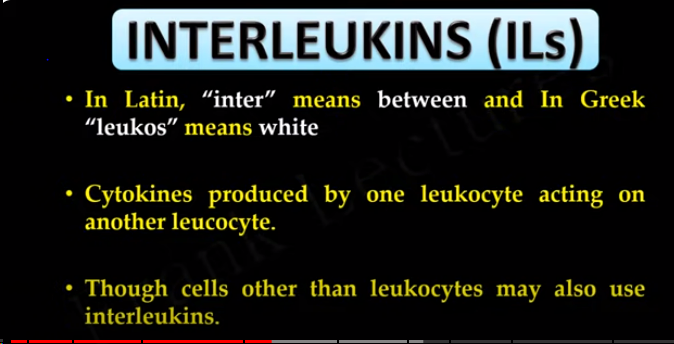 INTERLEUKINS (ILs)
• In Latin, “inter” means between and In Greek
“leukos” means white
• Cytokines produced by one leukocyte acting on
another leucocyte.
• Though cells other than leukocytes may also use
interleukins.